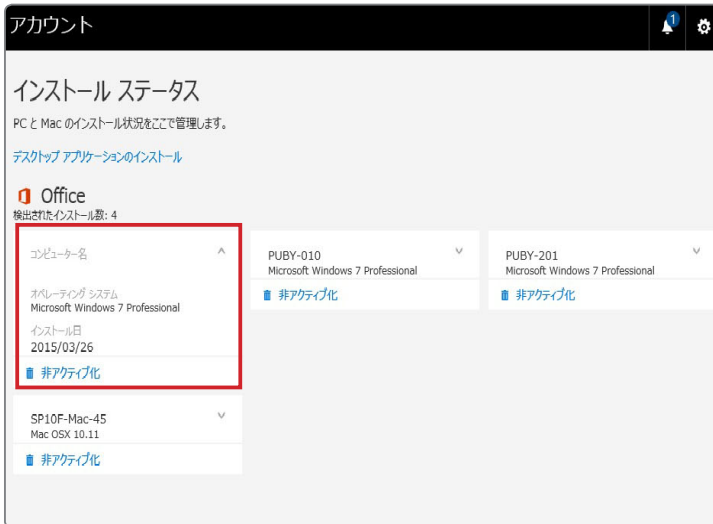 アカウント
1
インストール ステータス
PC と Mac のインストール状況をここで管理します。
デスクトップ アプリケーションのインストール
Office
検出されたインストール数: 4
コンピューター名
オペレーティング システム
Microsoft Windows 7 Professional
インストール日
2015/03/26
非アクティブ化
PUBY-010
Microsoft Windows 7 Professional
非アクティブ化
PUBY-201
Microsoft Windows 7 Professional
非アクティブ化
SP10F-Mac-45
Mac OSX 10.11
非アクティブ化